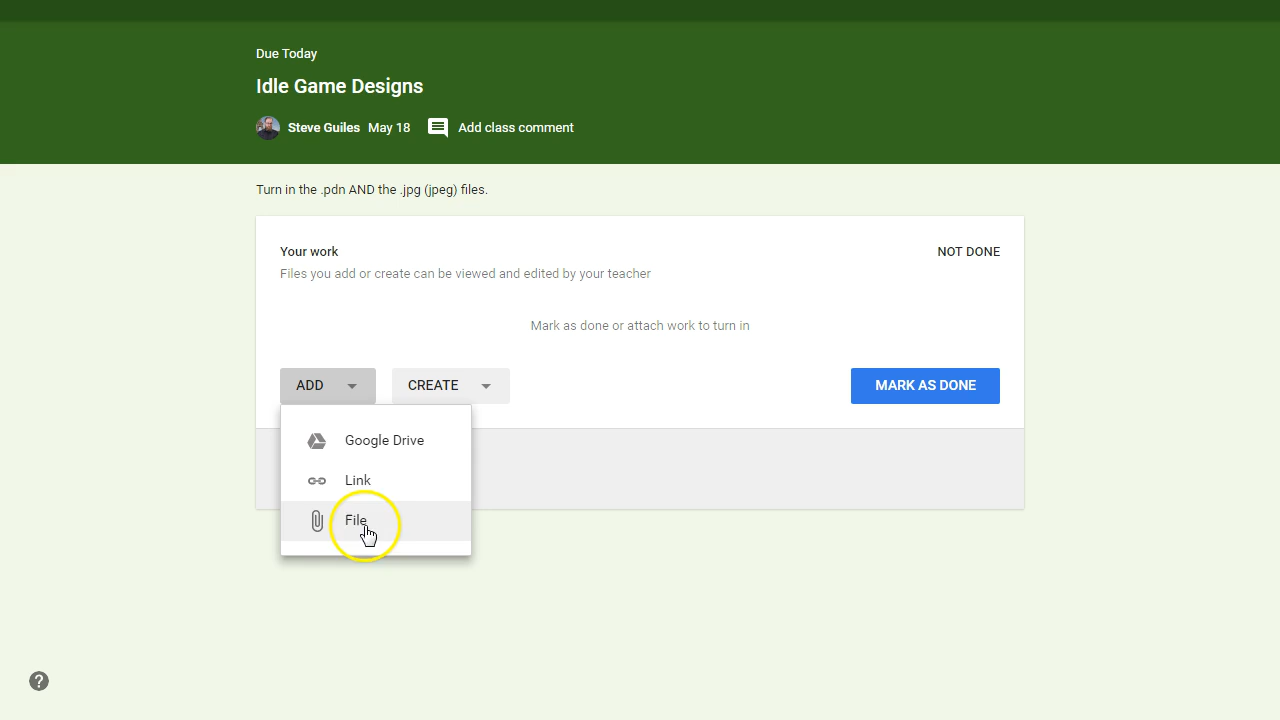 Due Today
Idle Game Designs
Steve Guiles May 18 Add class comment
Turn in the .pdn AND the .jpg (jpeg) files.
Your work NOT DONE
Files you add or create can be viewed and edited by your teacher
Mark as done or attach work to turn in
ADD CREATE MARK AS DONE
Google Drive
Link
File
?